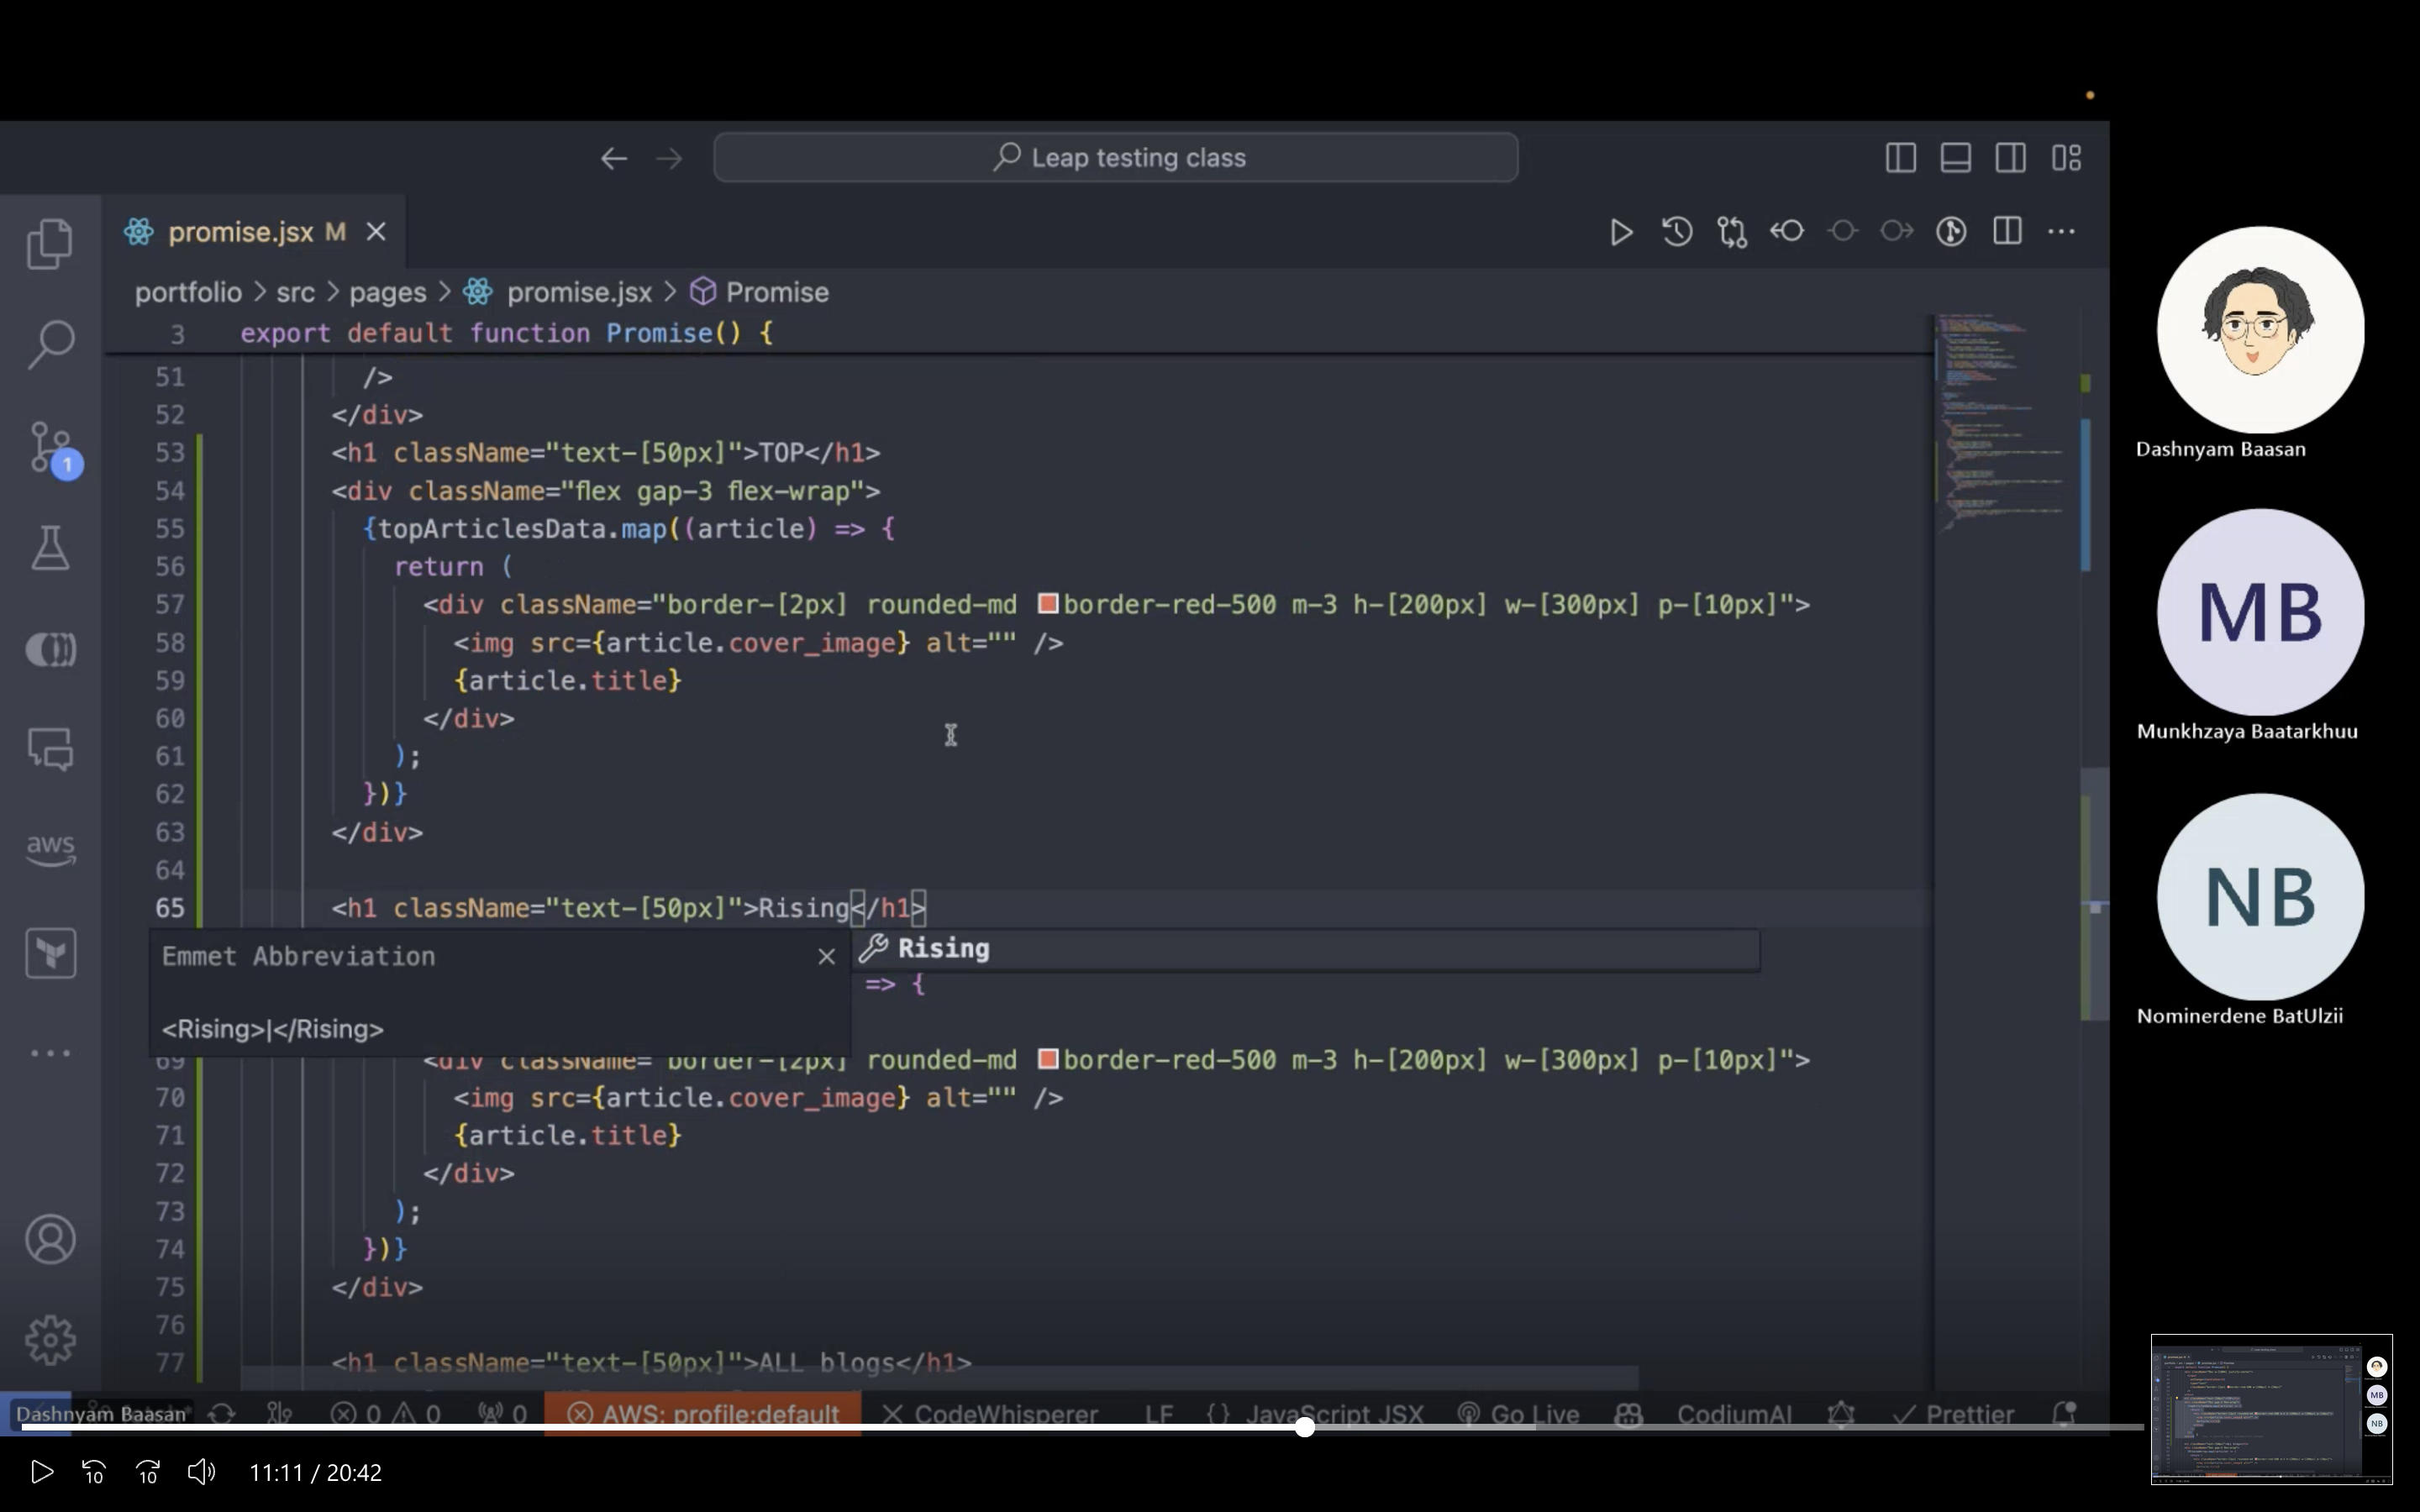 Leap testing class
promise.jsx M
portfolio > src > pages > promise.jsx > Promise
3 export default function Promise() {
51 />
52 </div>
53 <h1 className="text-[50px]">TOP</h1>
54 <div className="flex gap-3 flex-wrap">
55 {topArticlesData.map((article) => {
56 return (
57 <div className="border-[2px] rounded-md border-red-500 m-3 h-[200px] w-[300px] p-[10px]">
58 <img src={article.cover_image} alt="" />
59 {article.title}
60 </div>
61 );
62 })}
63 </div>
64
65 <h1 className="text-[50px]">Rising</h1>
Emmet Abbreviation
Rising
=> {
<Rising>|</Rising>
69 <div className="border-[2px] rounded-md border-red-500 m-3 h-[200px] w-[300px] p-[10px]">
70 <img src={article.cover_image} alt="" />
71 {article.title}
72 </div>
73 );
74 })}
75 </div>
76
77 <h1 className="text-[50px]">ALL blogs</h1>
1
aws
Dashnyam Baasan
MB
Munkhzaya Baatarkhuu
NB
Nominerdene BatUlzii
Dashnyam Baasan 0 0 0 AWS: profile:default CodeWhisperer LF {} JavaScript JSX Go Live CodiumAI Prettier
10 10 11:11 / 20:42
MB
NB